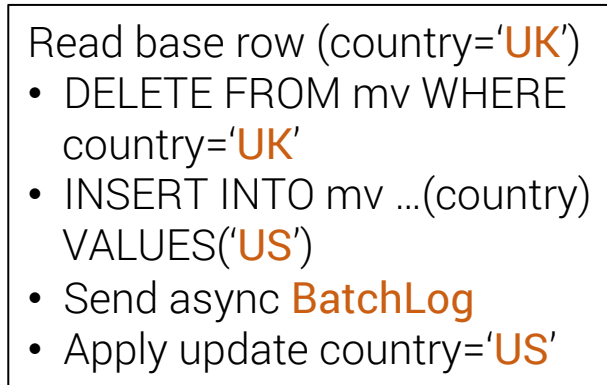 Read base row (country=‘UK’)
• DELETE FROM mv WHERE
country=‘UK’
• INSERT INTO mv …(country)
VALUES(‘US’)
• Send async BatchLog
• Apply update country=‘US’